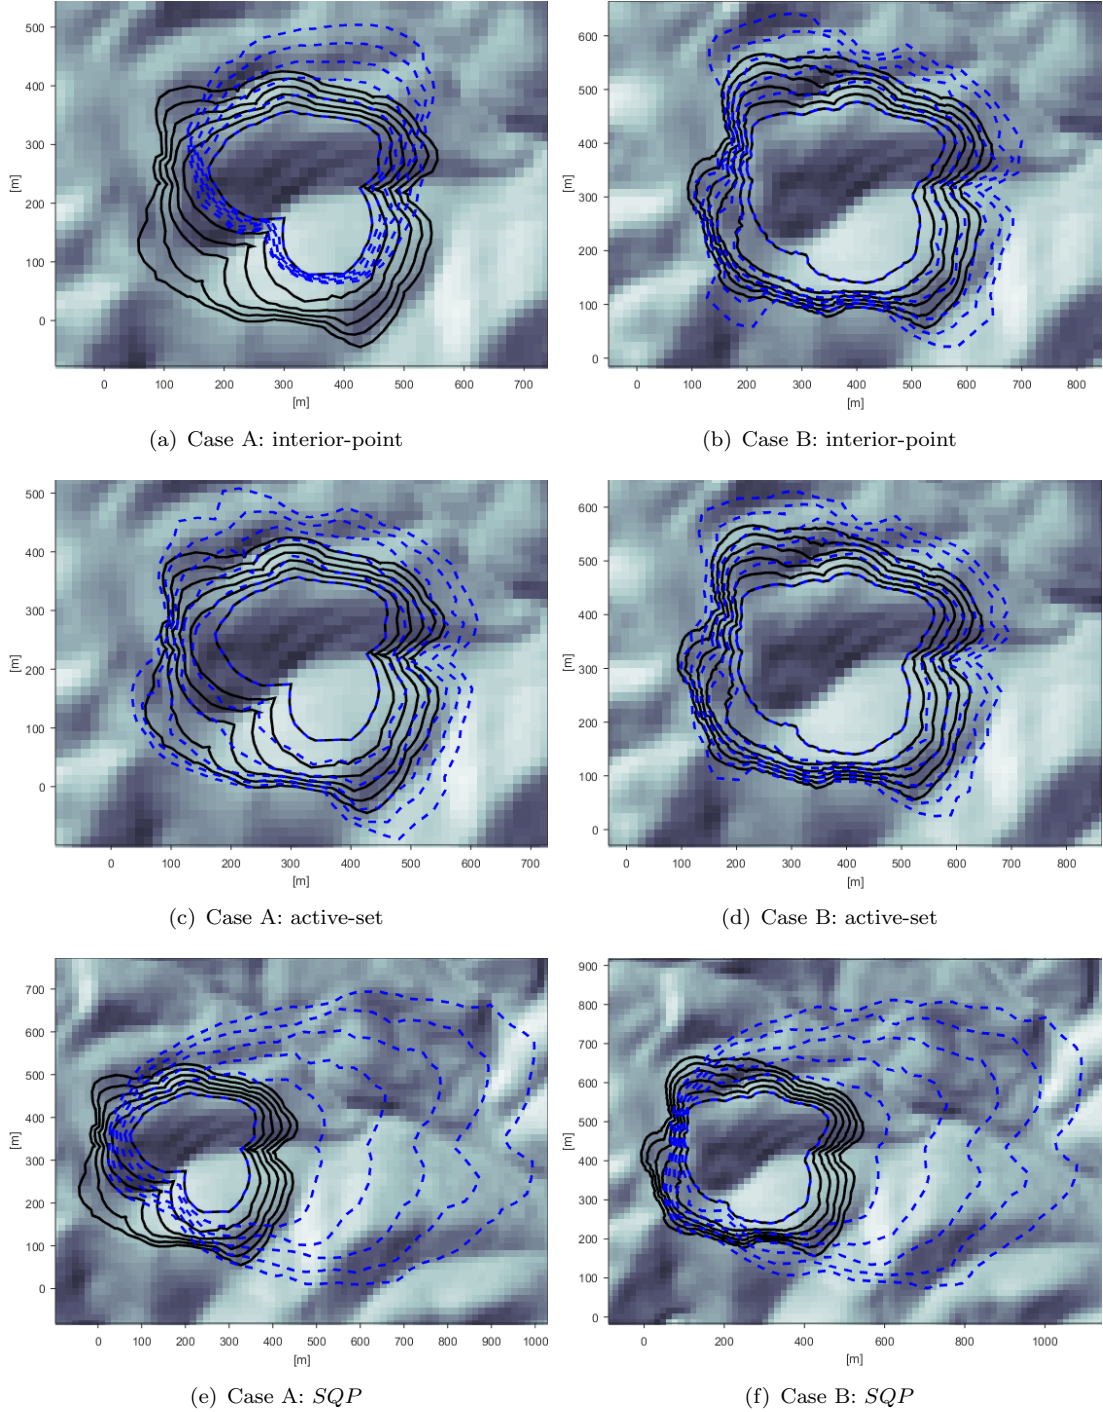 500
400
300
200
100
0
[m]
0 100 200 300 400 500 600 700
[m]
(a) Case A: interior-point
600
500
400
300
200
100
0
[m]
0 100 200 300 400 500 600 700 800
[m]
(b) Case B: interior-point
500
400
300
200
100
0
[m]
0 100 200 300 400 500 600 700
[m]
(c) Case A: active-set
600
500
400
300
200
100
0
[m]
0 100 200 300 400 500 600 700 800
[m]
(d) Case B: active-set
700
600
500
400
300
200
100
0
[m]
0 100 200 300 400 500 600 700 800 900 1000
[m]
(e) Case A: SQP
900
800
700
600
500
400
300
200
100
0
[m]
0 200 400 600 800 1000
[m]
(f) Case B: SQP